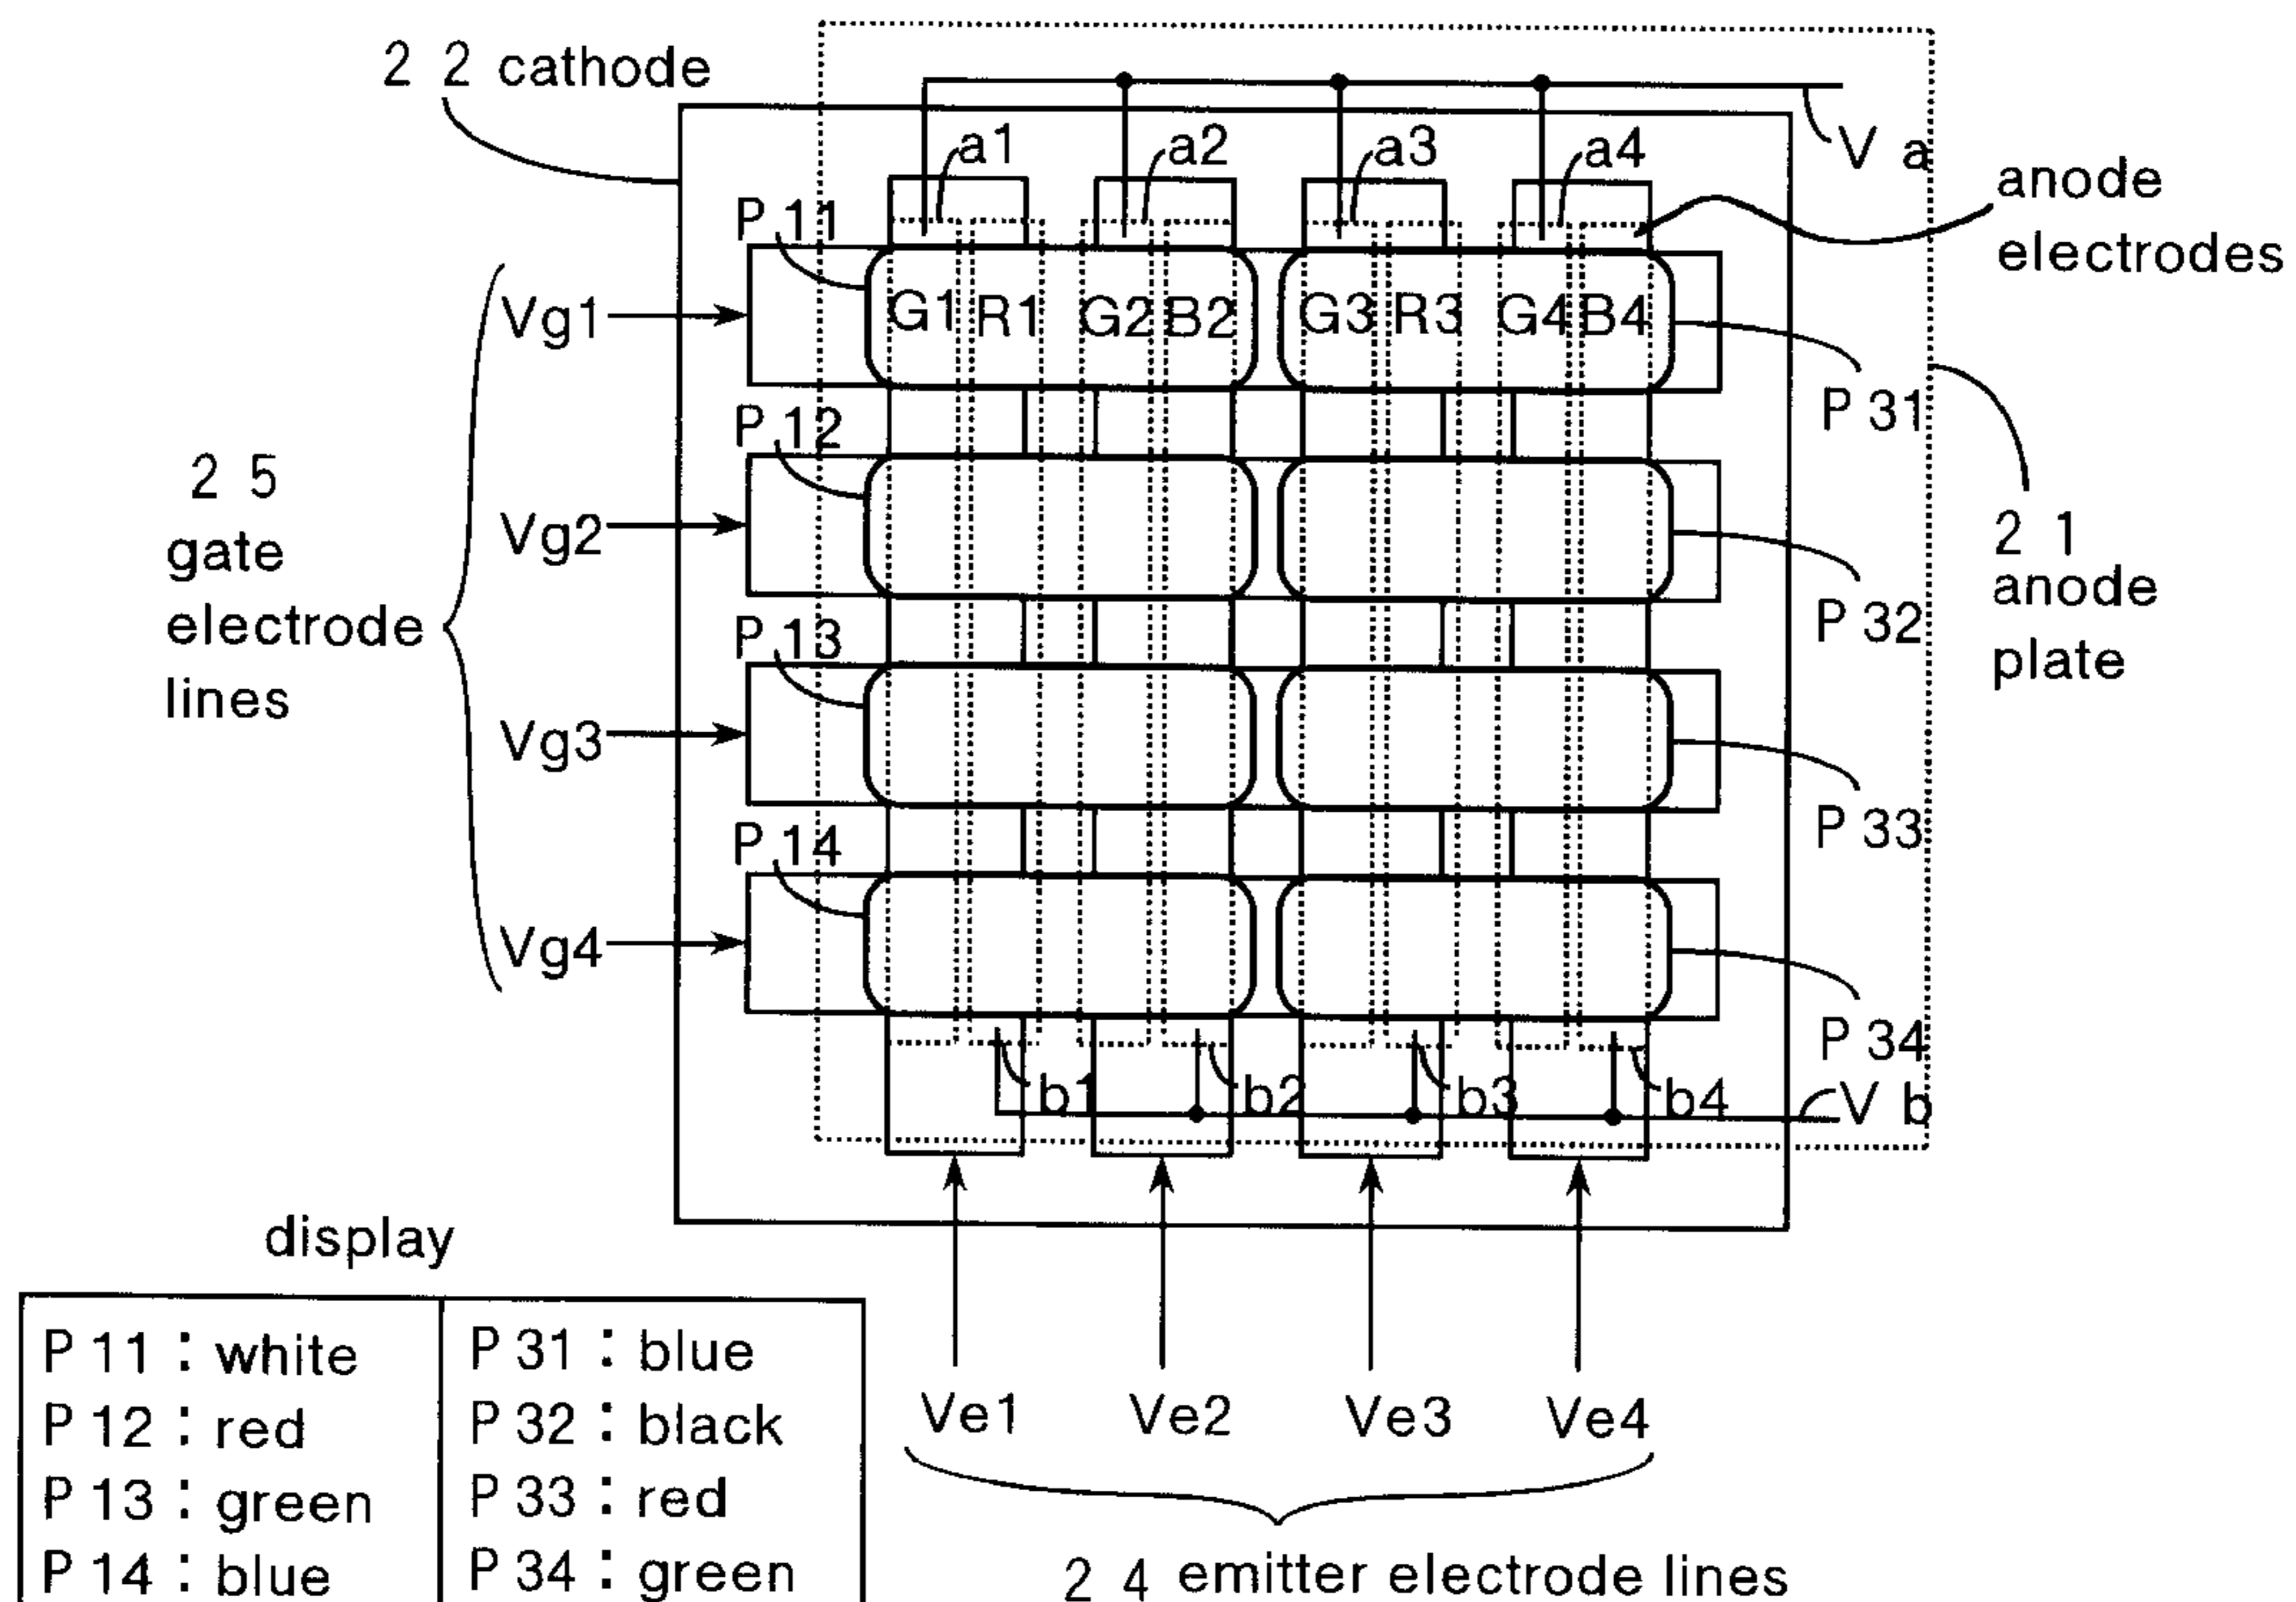 2 2 cathode
V a
a1
a2
a3
a4
anode
electrodes
P 11
Vg1
G1
R1
G2
B2
G3
R3
G4
B4
P 31
P 12
2 5
gate
electrode
lines
Vg2
P 32
2 1
anode
plate
P 13
Vg3
P 33
P 14
Vg4
P 34
b1
b2
b3
b4
V b
display
P 11 : white
P 12 : red
P 13 : green
P 14 : blue
P 31 : blue
P 32 : black
P 33 : red
P 34 : green
Ve1
Ve2
Ve3
Ve4
2 4 emitter electrode lines